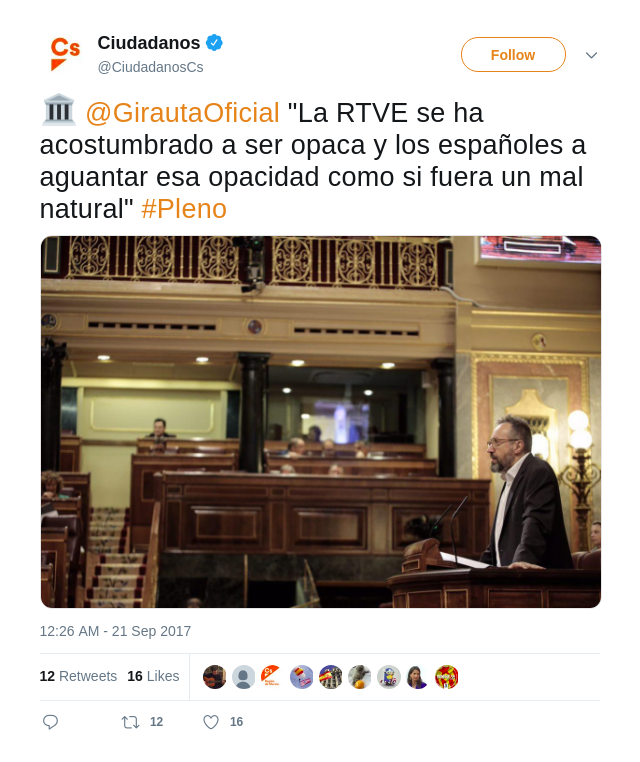 Cs
Ciudadanos
@CiudadanosCs
Follow
@GirautaOficial "La RTVE se ha
acostumbrado a ser opaca y los españoles a
aguantar esa opacidad como si fuera un mal
natural" #Pleno
12:26 AM - 21 Sep 2017
12 Retweets 16 Likes
12 16